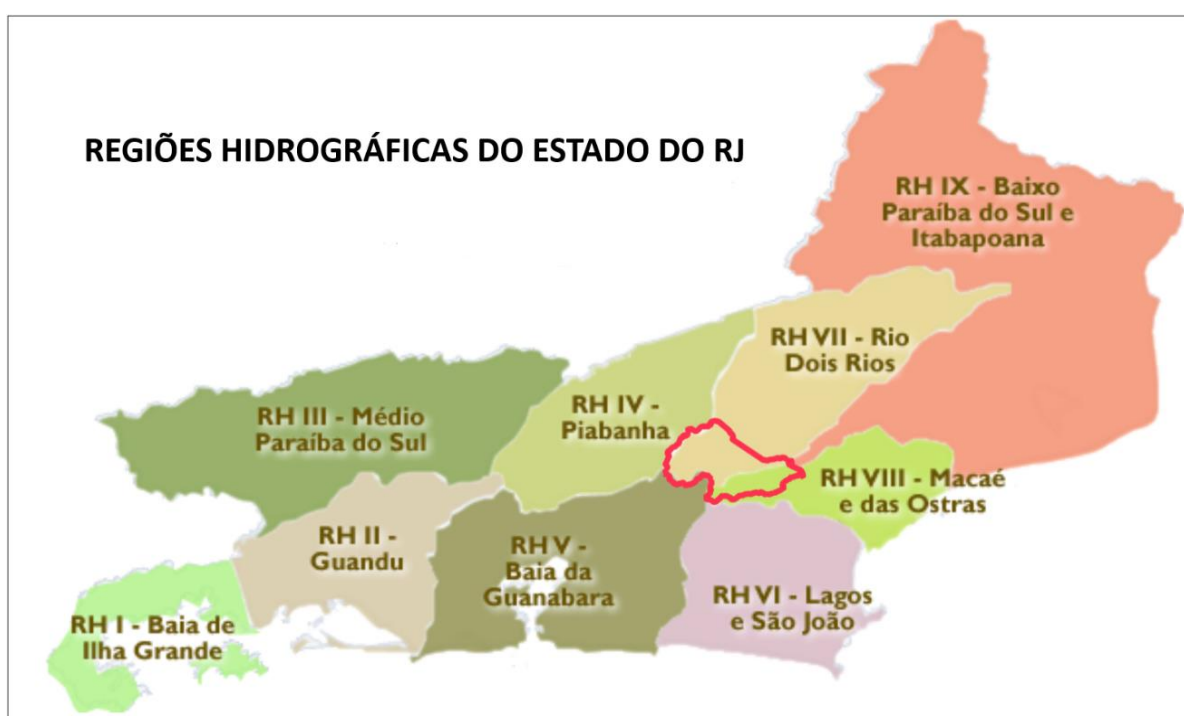 REGIÕES HIDROGRÁFICAS DO ESTADO DO RJ
RH IX - Baixo
Paraíba do Sul e
Itabapoana
RH VII - Rio
Dois Rios
RH IV -
Piabanha
RH III - Médio
Paraíba do Sul
RH VIII - Macaé
e das Ostras
RH II -
Guandu
RH V -
Baia da
Guanabara
RH VI - Lagos
e São João
RH I - Baia de
Ilha Grande